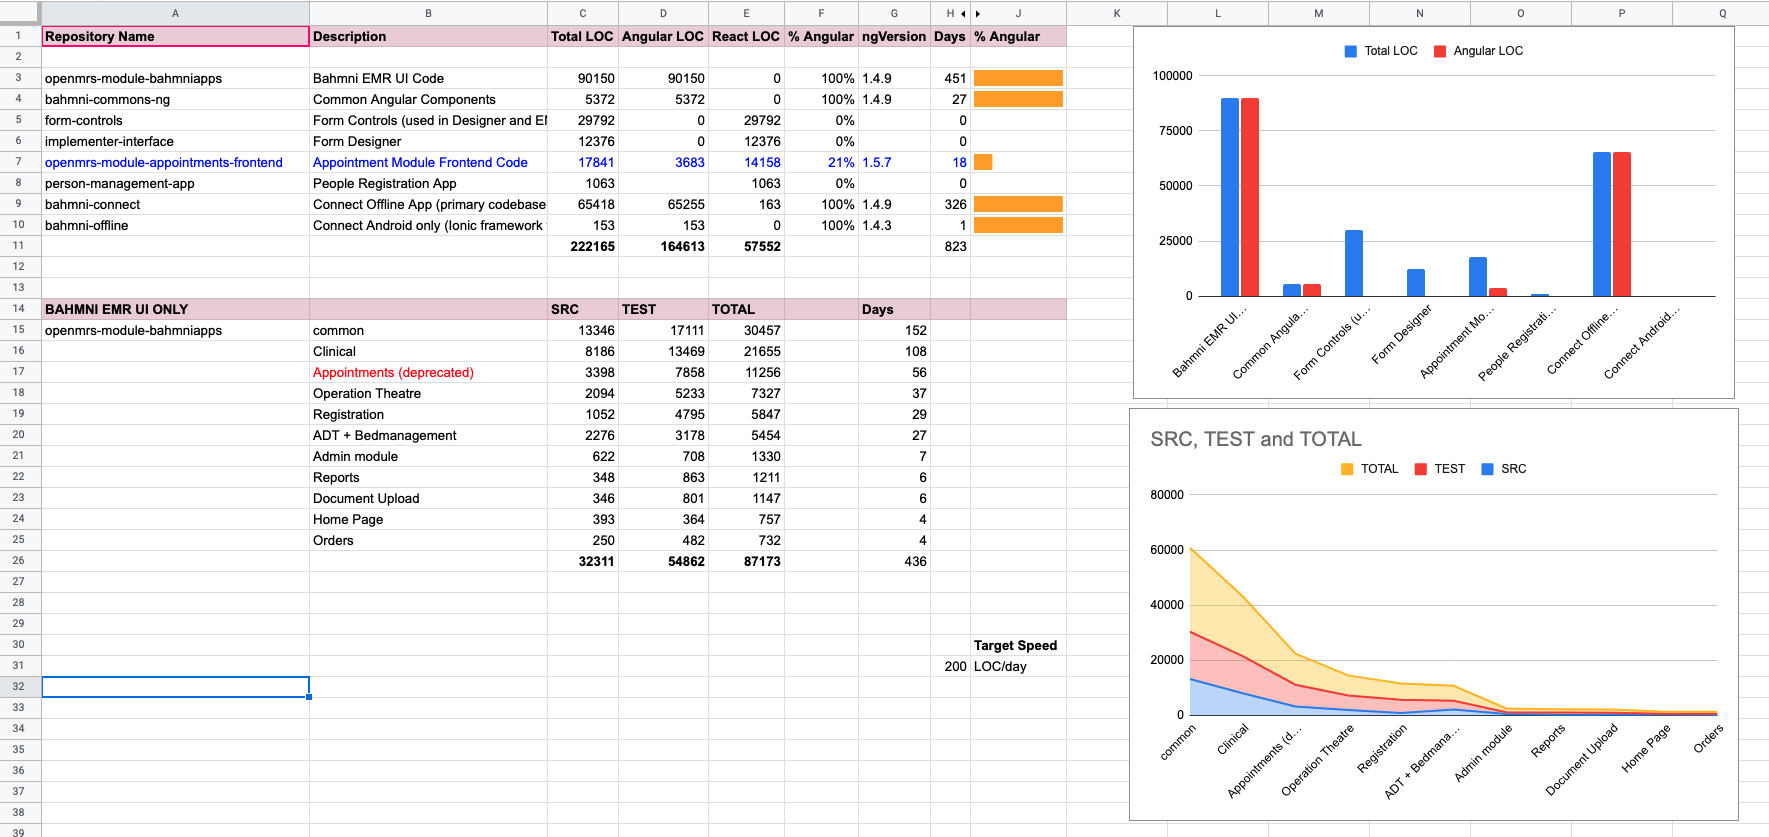 A B C D E F G H J K L M N O P Q
1 Repository Name Description Total LOC Angular LOC React LOC % Angular ngVersion Days % Angular
2
3 openmrs-module-bahmniapps Bahmni EMR UI Code 90150 90150 0 100% 1.4.9 451
4 bahmni-commons-ng Common Angular Components 5372 5372 0 100% 1.4.9 27
5 form-controls Form Controls (used in Designer and EI 29792 0 29792 0% 0
6 implementer-interface Form Designer 12376 0 12376 0% 0
7 openmrs-module-appointments-frontend Appointment Module Frontend Code 17841 3683 14158 21% 1.5.7 18
8 person-management-app People Registration App 1063 1063 0% 0
9 bahmni-connect Connect Offline App (primary codebase 65418 65255 163 100% 1.4.9 326
10 bahmni-offline Connect Android only (Ionic framework 153 153 0 100% 1.4.3 1
11 222165 164613 57552 823
12
13
14 BAHMNI EMR UI ONLY SRC TEST TOTAL Days
15 openmrs-module-bahmniapps common 13346 17111 30457 152
16 Clinical 8186 13469 21655 108
17 Appointments (deprecated) 3398 7858 11256 56
18 Operation Theatre 2094 5233 7327 37
19 Registration 1052 4795 5847 29
20 ADT + Bedmanagement 2276 3178 5454 27
21 Admin module 622 708 1330 7
22 Reports 348 863 1211 6
23 Document Upload 346 801 1147 6
24 Home Page 393 364 757 4
25 Orders 250 482 732 4
26 32311 54862 87173 436
27
28
29
30 Target Speed
31 200 LOC/day
32
33
34
35
36
37
38
39
Total LOC Angular LOC
100000
75000
50000
25000
0
Bahmni EMR UI... Common Angula... Form Controls (u... Form Designer Appointment Mo... People Registrati... Connect Offline... Connect Android...
SRC, TEST and TOTAL
TOTAL TEST SRC
80000
60000
40000
20000
0
common Clinical Appointments (d... Operation Theatre Registration ADT + Bedmana... Admin module Reports Document Upload Home Page Orders